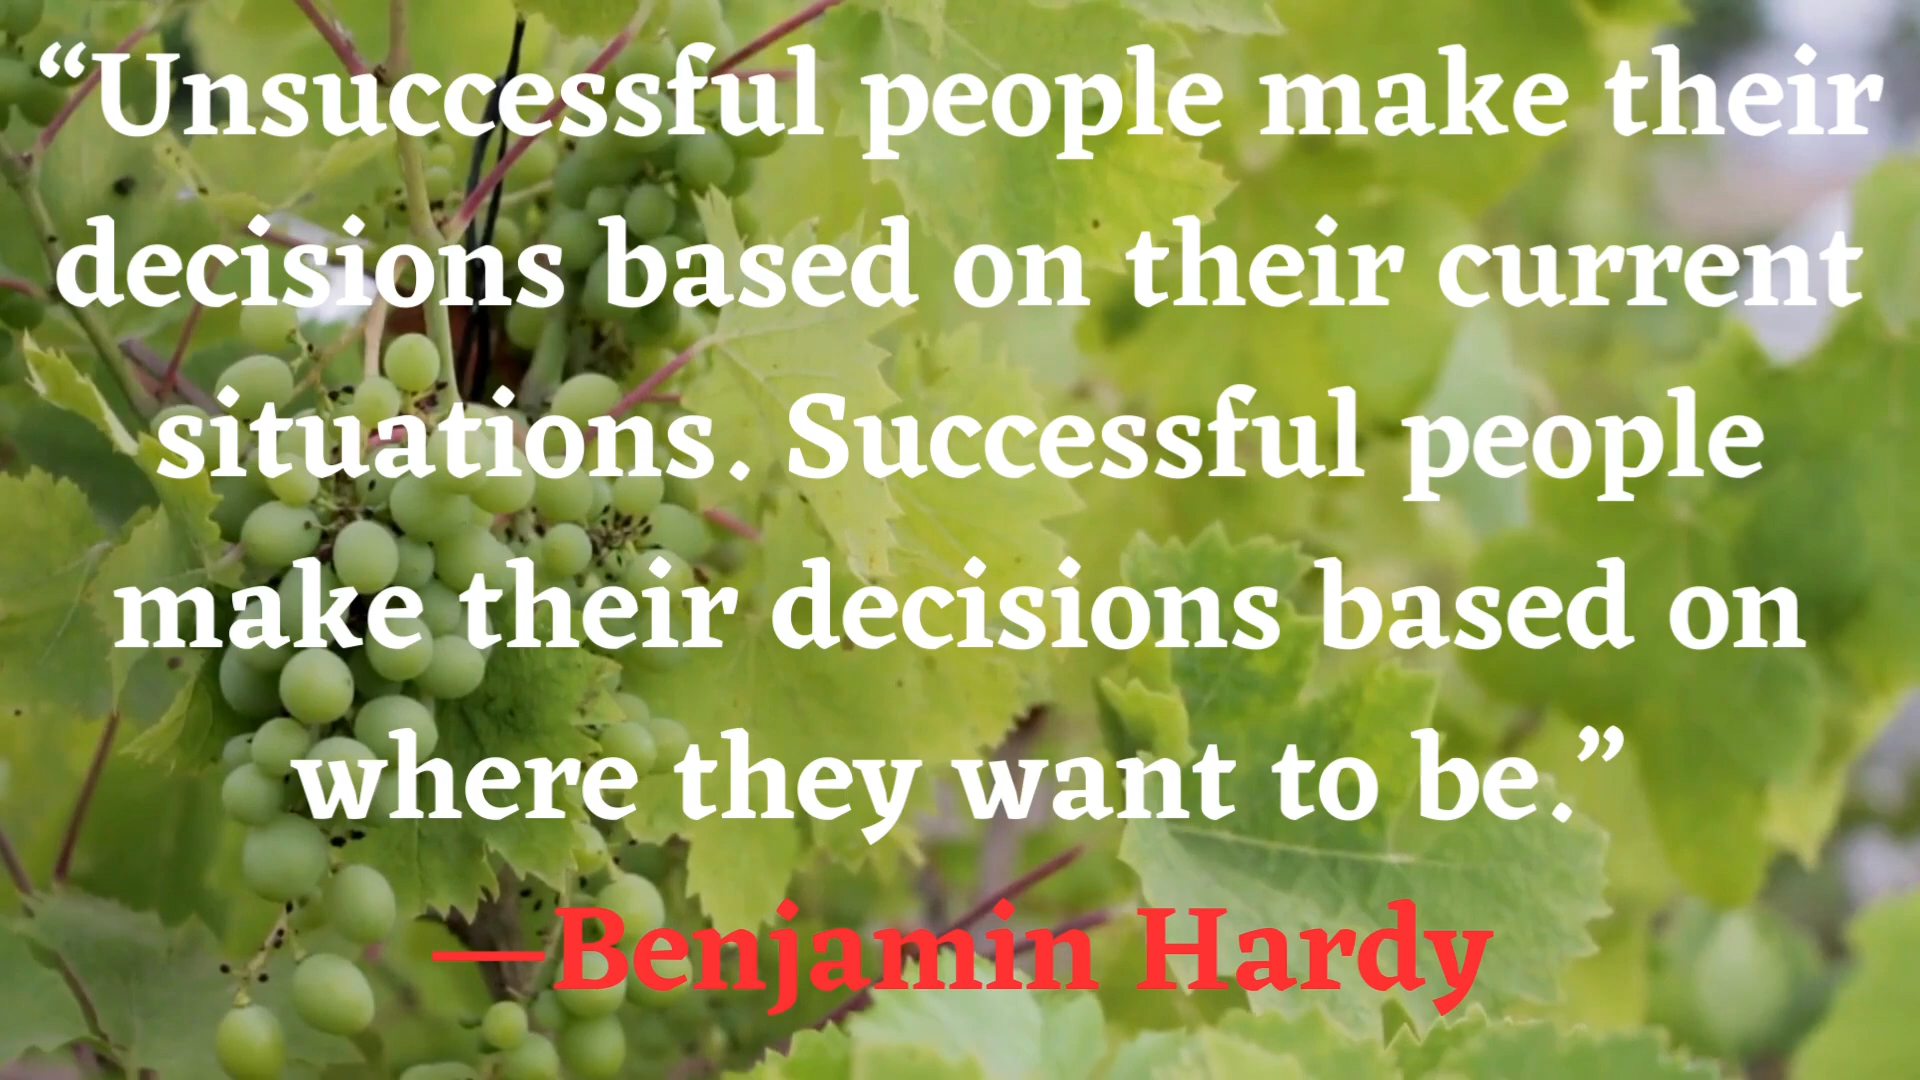 “Unsuccessful people make their
decisions based on their current
situations. Successful people
make their decisions based on
where they want to be.”
—Benjamin Hardy